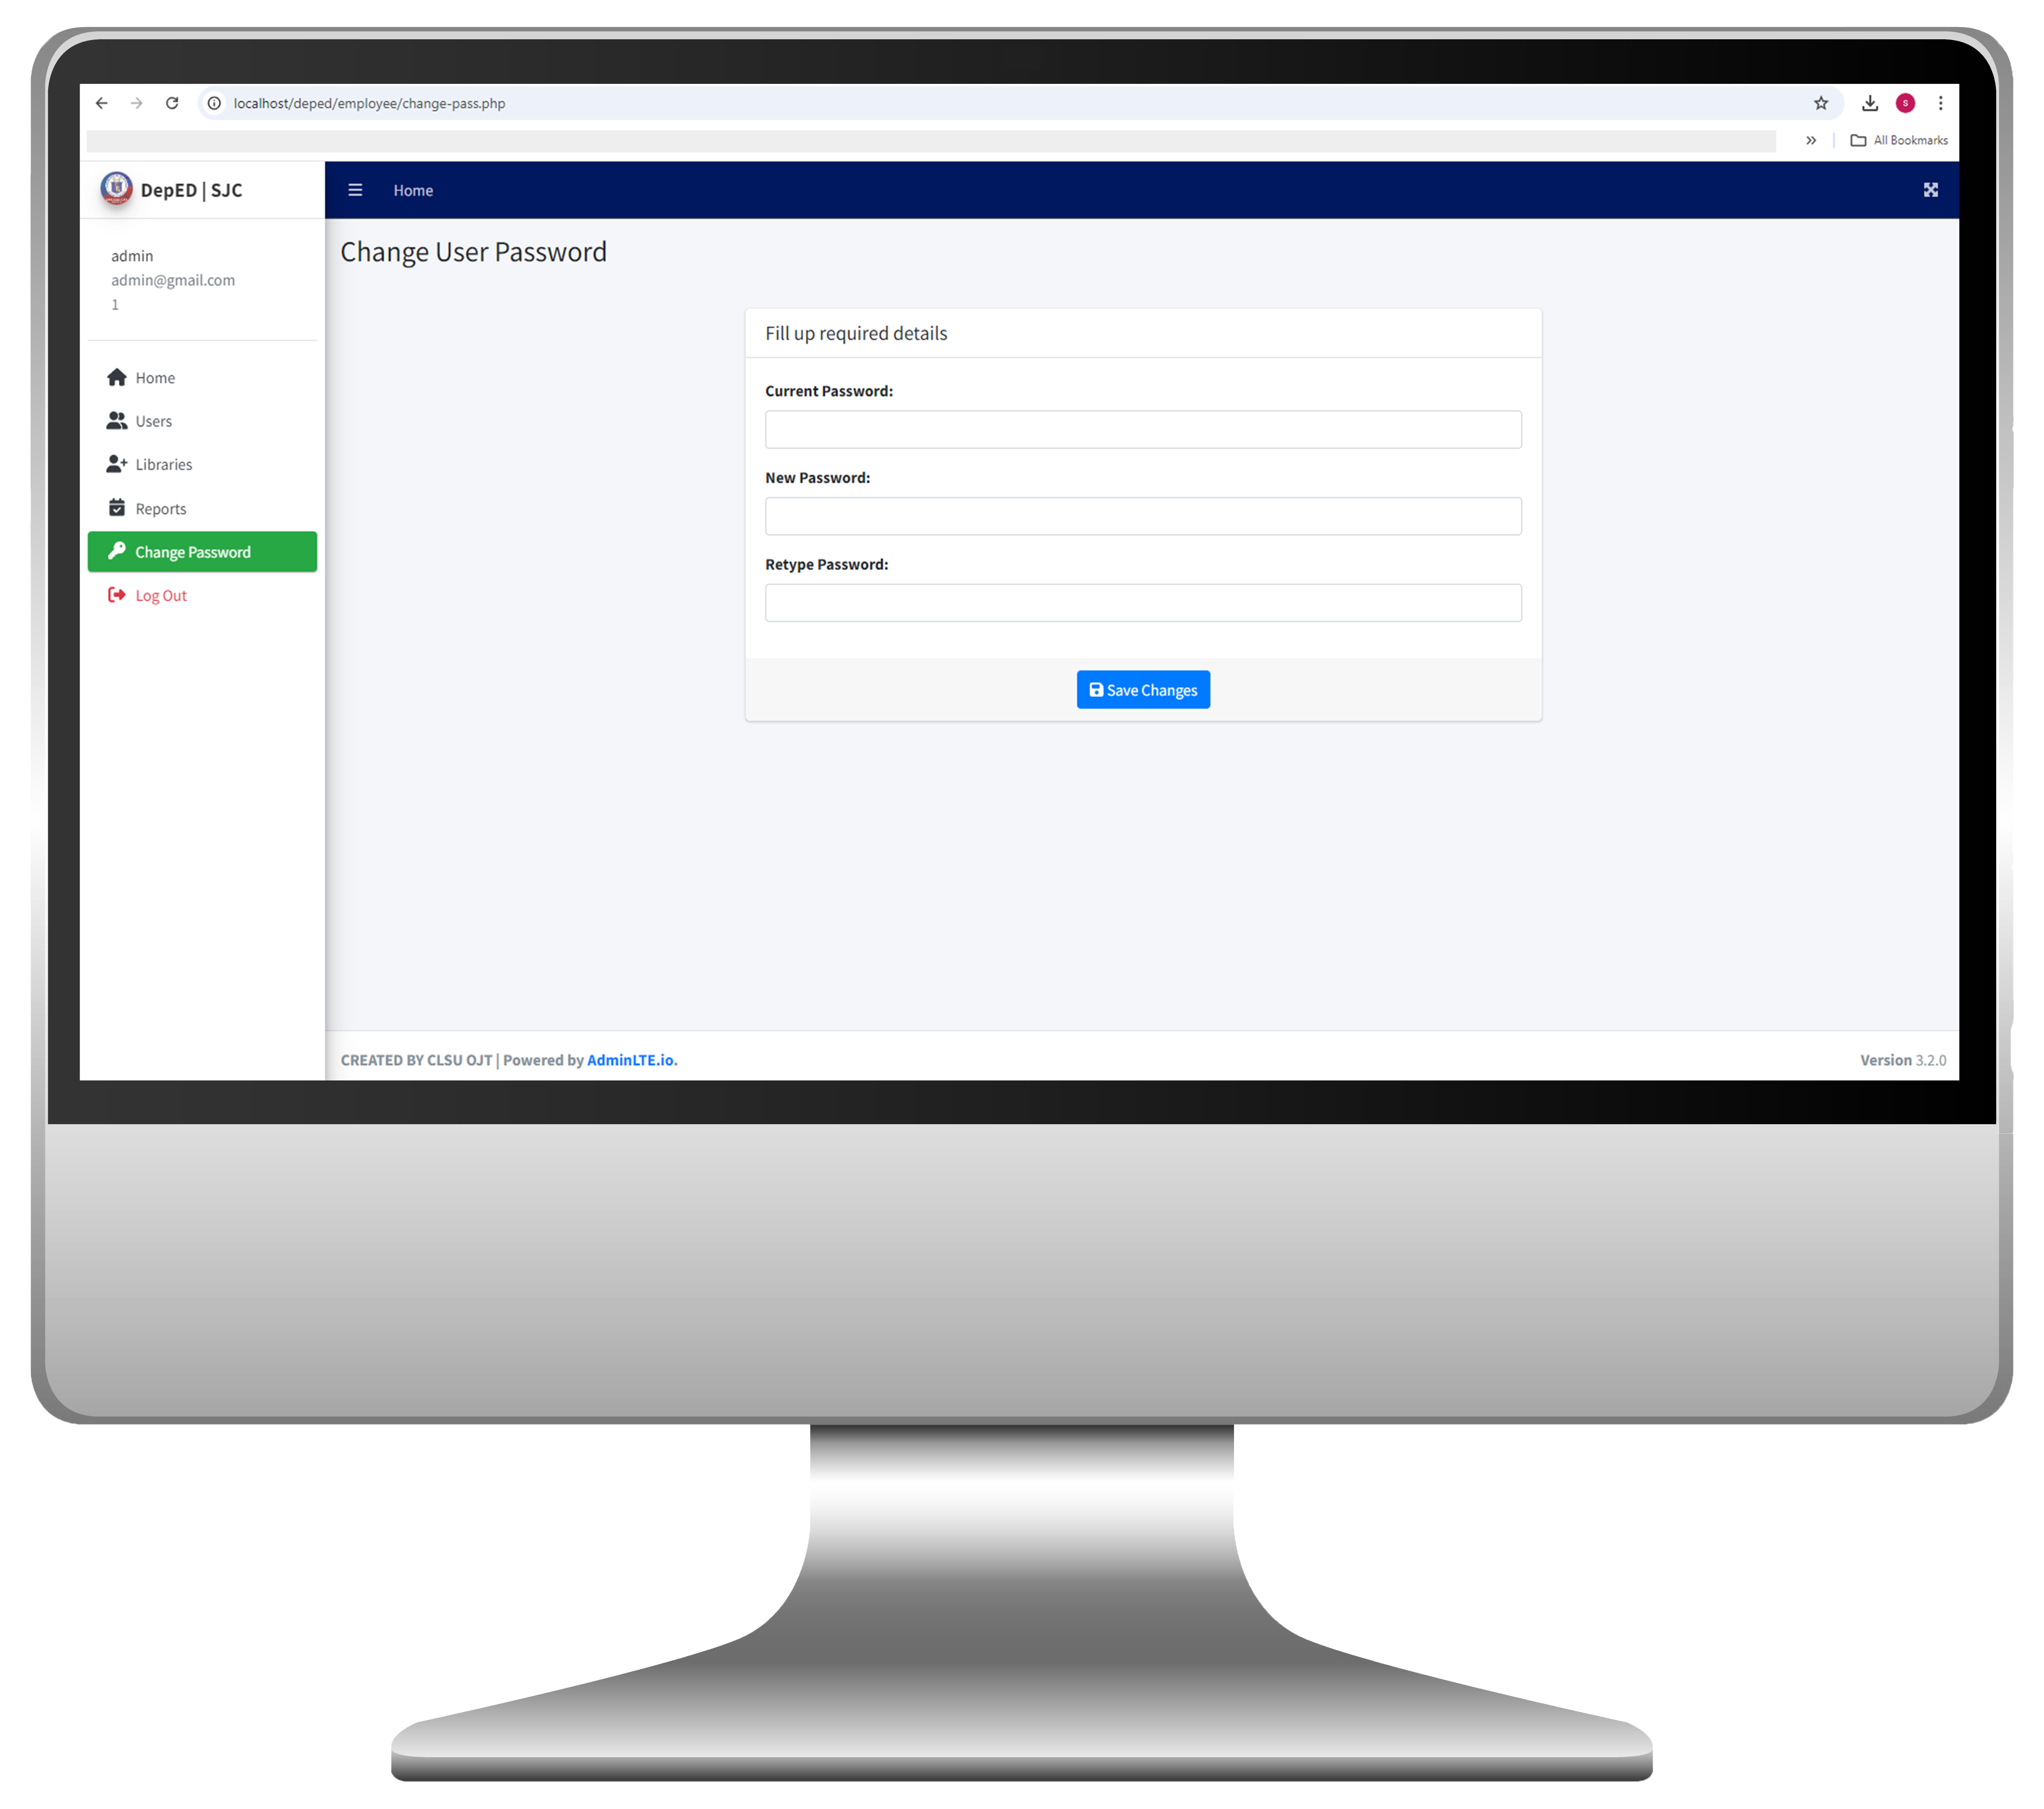 localhost/deped/employee/change-pass.php
S
All Bookmarks
DepED | SJC
Home
admin
admin@gmail.com
1
Home
Users
Libraries
Reports
Change Password
Log Out
Change User Password
Fill up required details
Current Password:
New Password:
Retype Password:
Save Changes
CREATED BY CLSU OJT | Powered by AdminLTE.io.
Version 3.2.0